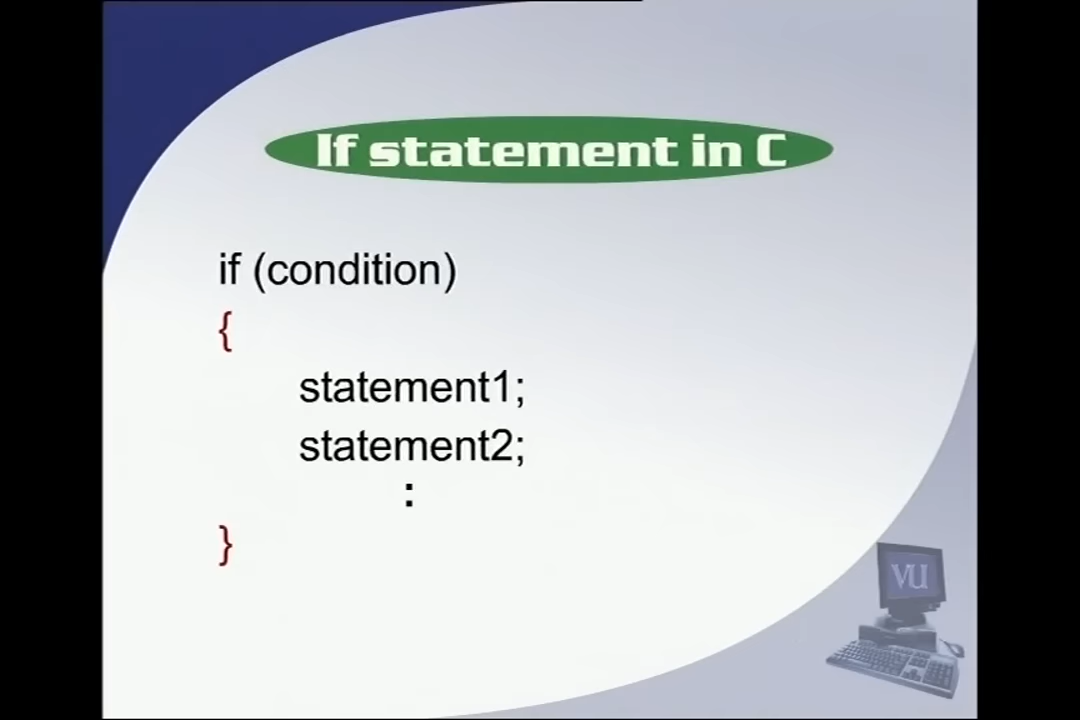 If statement in C
if (condition)
{
statement1;
statement2;
:
}
VU